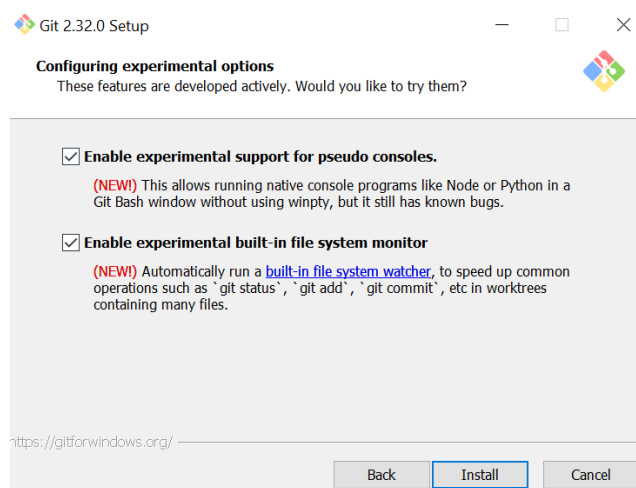 Git 2.32.0 Setup
Configuring experimental options
These features are developed actively. Would you like to try them?
Enable experimental support for pseudo consoles.
(NEW!) This allows running native console programs like Node or Python in a
Git Bash window without using winpty, but it still has known bugs.
Enable experimental built-in file system monitor
(NEW!) Automatically run a built-in file system watcher, to speed up common
operations such as `git status`, `git add`, `git commit`, etc in worktrees
containing many files.
https://gitforwindows.org/
Back Install Cancel